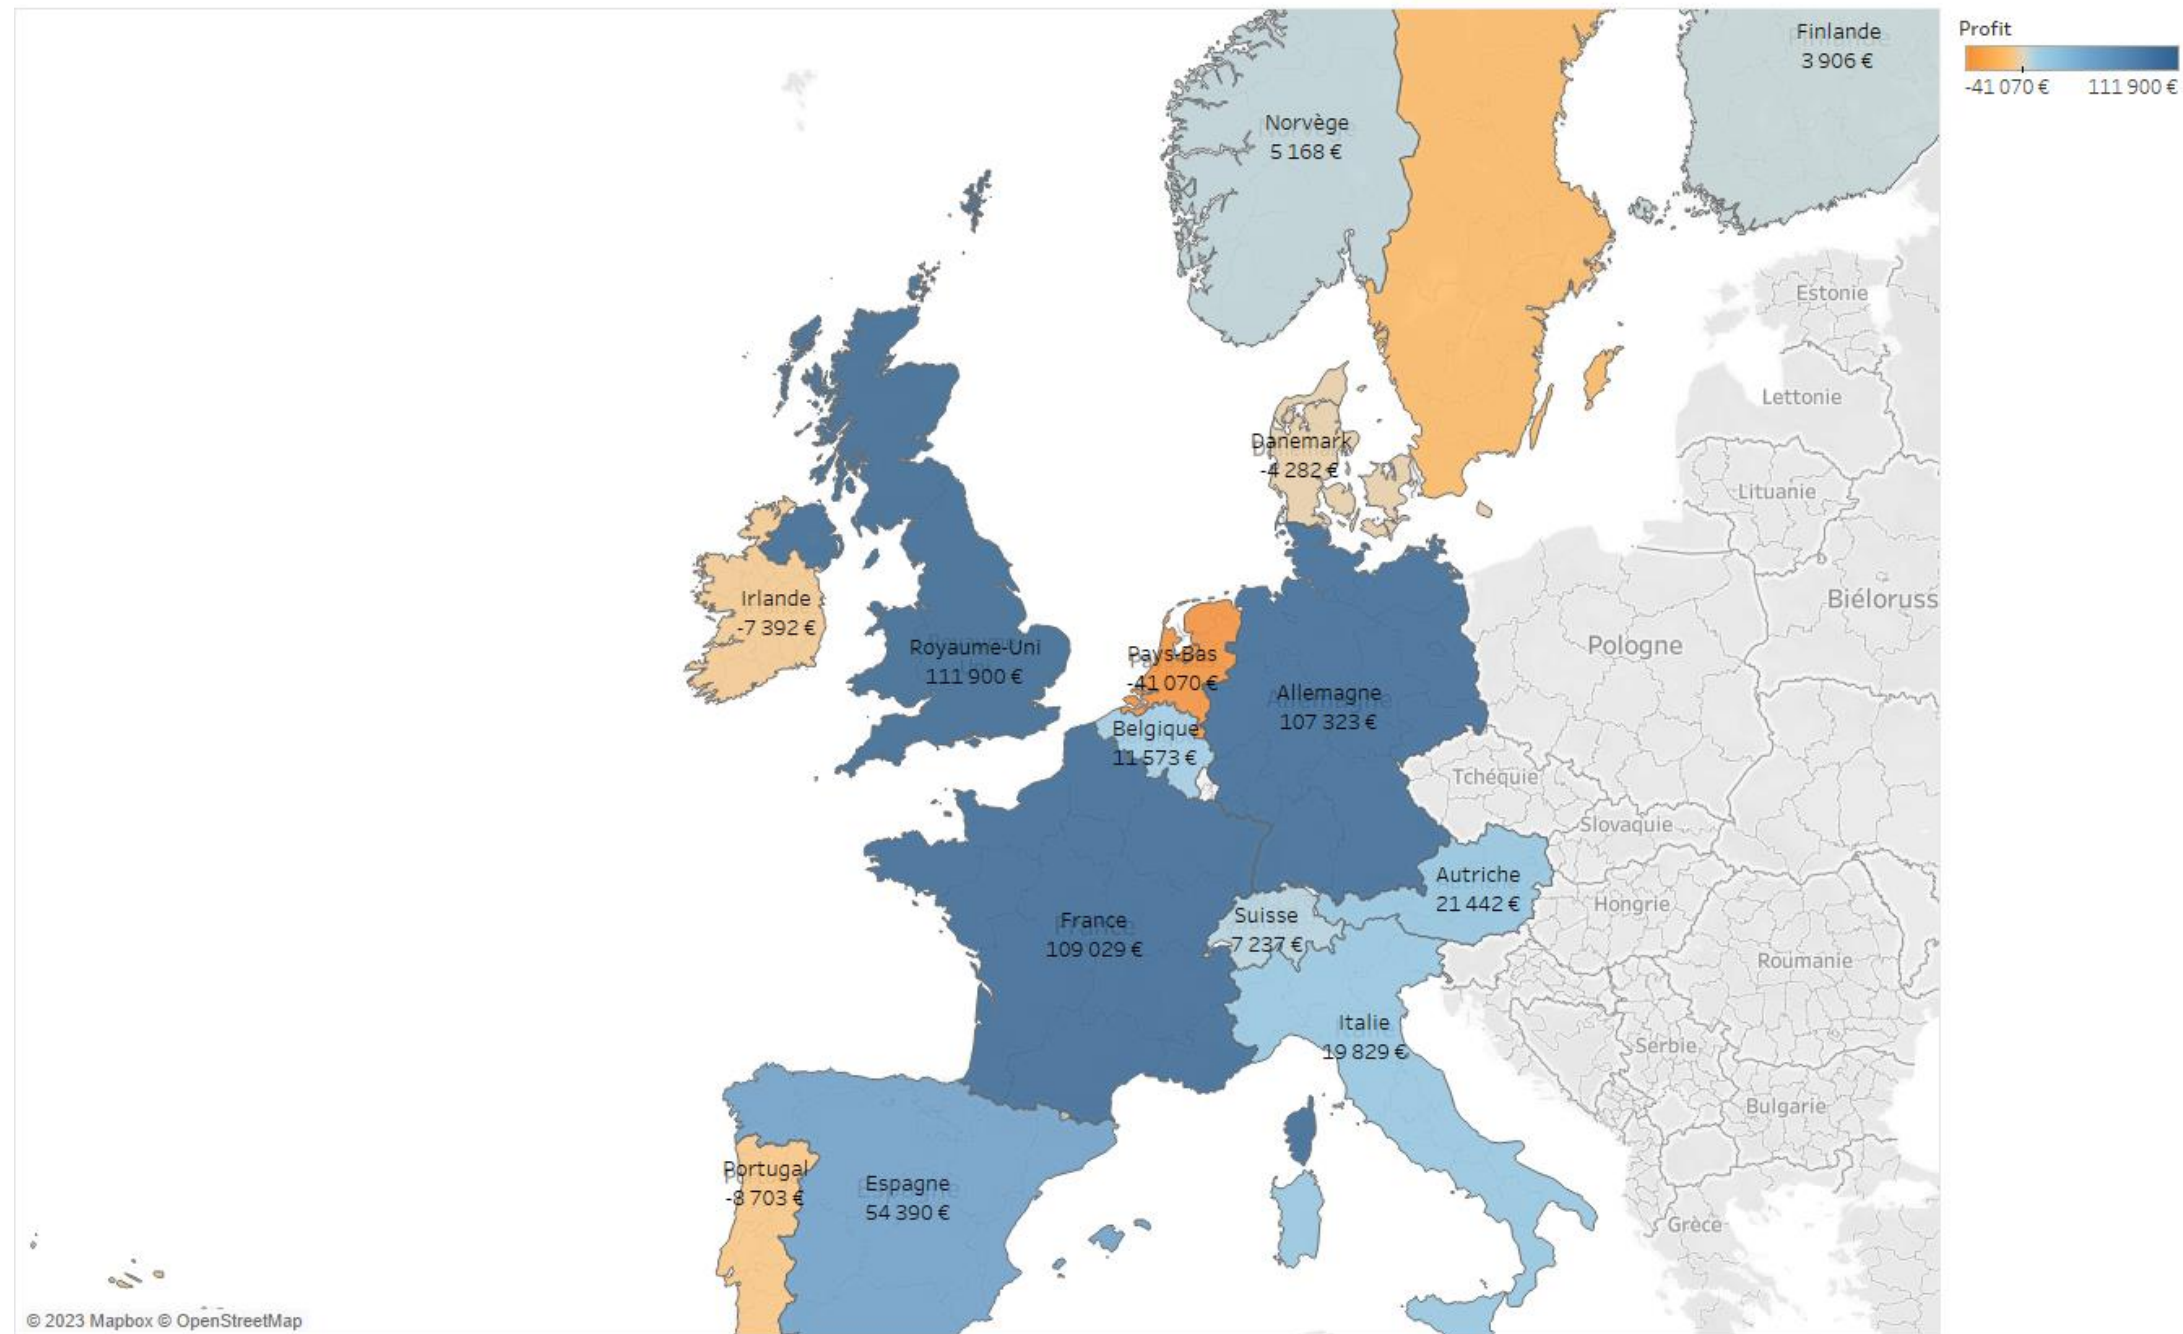 Profit
-41 070 €
111 900 €
Finlande
3 906 €
Norvège
5 168 €
Estonie
Lettonie
Danemark
-4 282 €
Lituanie
Irlande
-7 392 €
Biéloruss
Royaume-Uni
111 900 €
Pays-Bas
-41 070 €
Pologne
Allemagne
107 323 €
Belgique
11 573 €
Tchéquie
Slovaquie
Autriche
21 442 €
Hongrie
Suisse
7 237 €
France
109 029 €
Roumanie
Italie
19 829 €
Serbie
Bulgarie
Portugal
-8 703 €
Espagne
54 390 €
Grèce
© 2023 Mapbox © OpenStreetMap